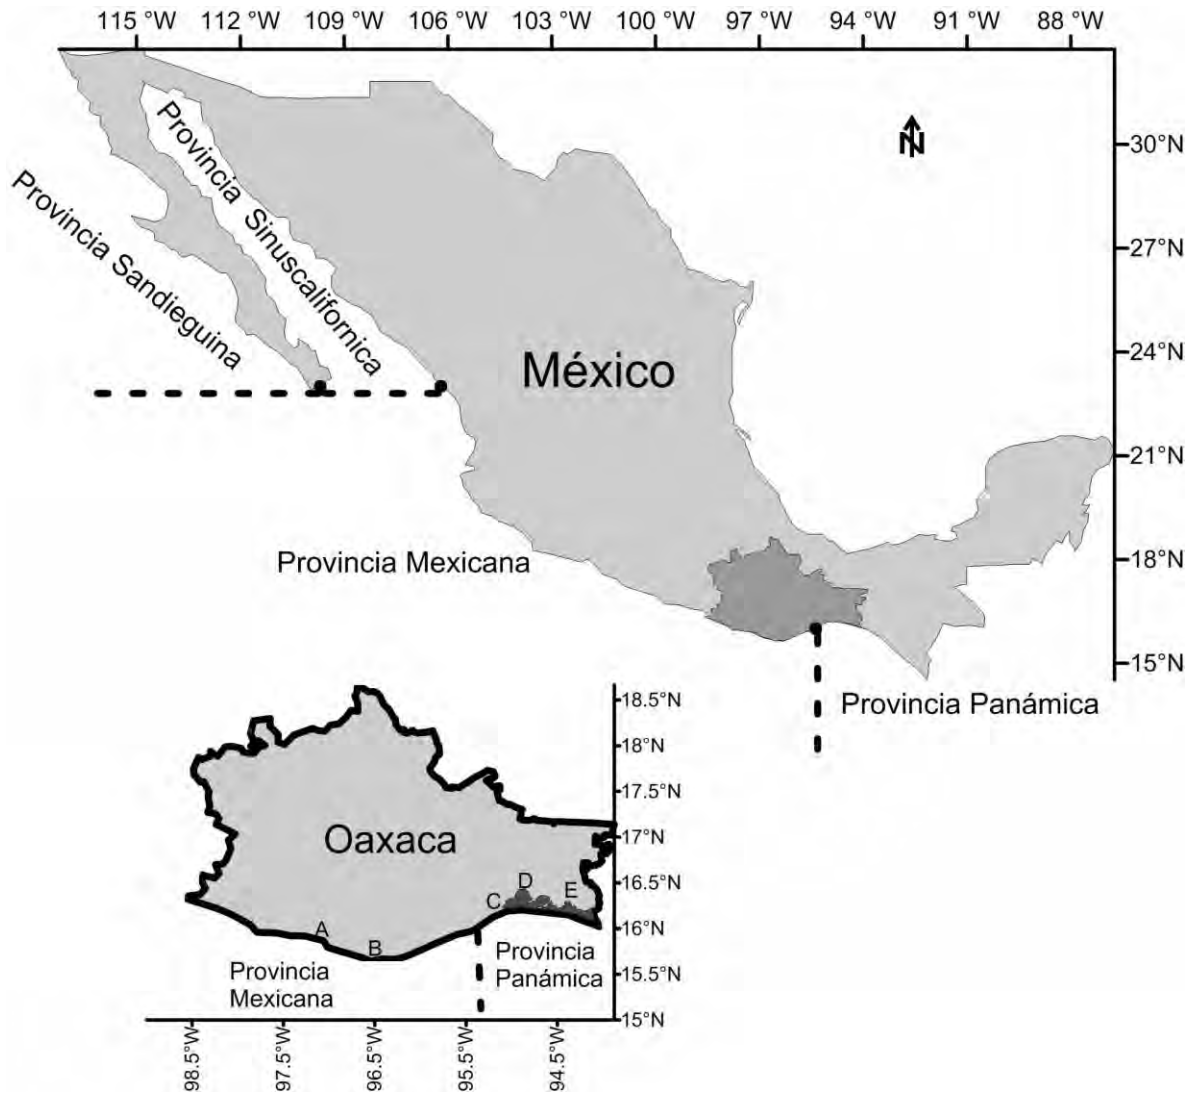 115 °W 112 °W 109°W 106 °W 103 °W 100 °W 97 °W 94 °W 91 °W 88 °W
N
30°N
Provincia Sinuscalifornica
Provincia Sandieguina
27°N
24°N
México
21°N
18°N
Provincia Mexicana
15°N
Provincia Panámica
18.5°N
18°N
17.5°N
17°N
Oaxaca
16.5°N
D
E
C
16°N
A
B
Provincia
Panámica
Provincia
Mexicana
15.5°N
15°N
98.5°W 97.5°W 96.5°W 95.5°W 94.5°W